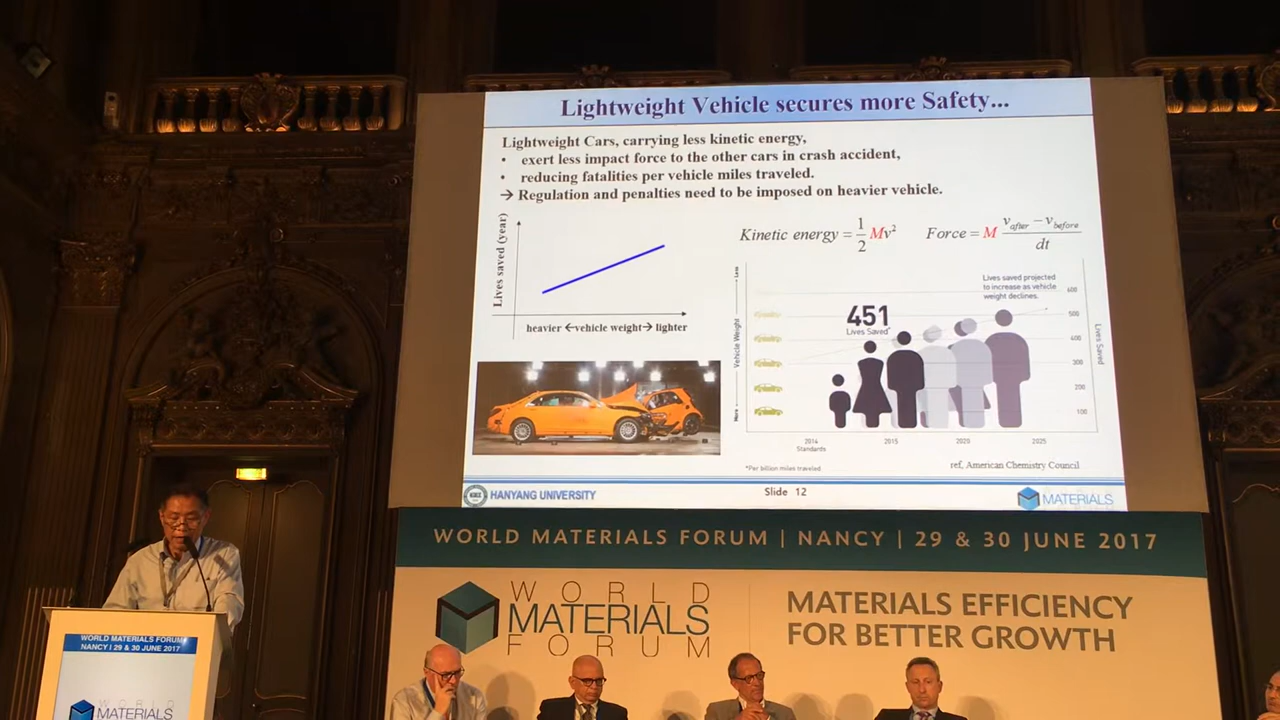 Lightweight Vehicle secures more Safety...
Lightweight Cars, carrying less kinetic energy,
• exert less impact force to the other cars in crash accident,
• reducing fatalities per vehicle miles traveled.
→ Regulation and penalties need to be imposed on heavier vehicle.
Lives saved (year)
heavier ←vehicle weight→ lighter
Kinetic energy = 1/2 Mv²
Force = M (v after − v before)/dt
Less
Vehicle Weight
More
Lives saved projected
to increase as vehicle
weight declines.
451
Lives Saved*
600
500
400
300
200
100
Lives Saved
2014
Standards
2015
2020
2025
*Per billion miles traveled
ref, American Chemistry Council
HANYANG UNIVERSITY
Slide 12
MATERIALS
WORLD MATERIALS FORUM | NANCY | 29 & 30 JUNE 2017
WORLD
MATERIALS
FORUM
MATERIALS EFFICIENCY
FOR BETTER GROWTH
WORLD MATERIALS FORUM
NANCY | 29 & 30 JUNE 2017
WORLD
MATERIALS